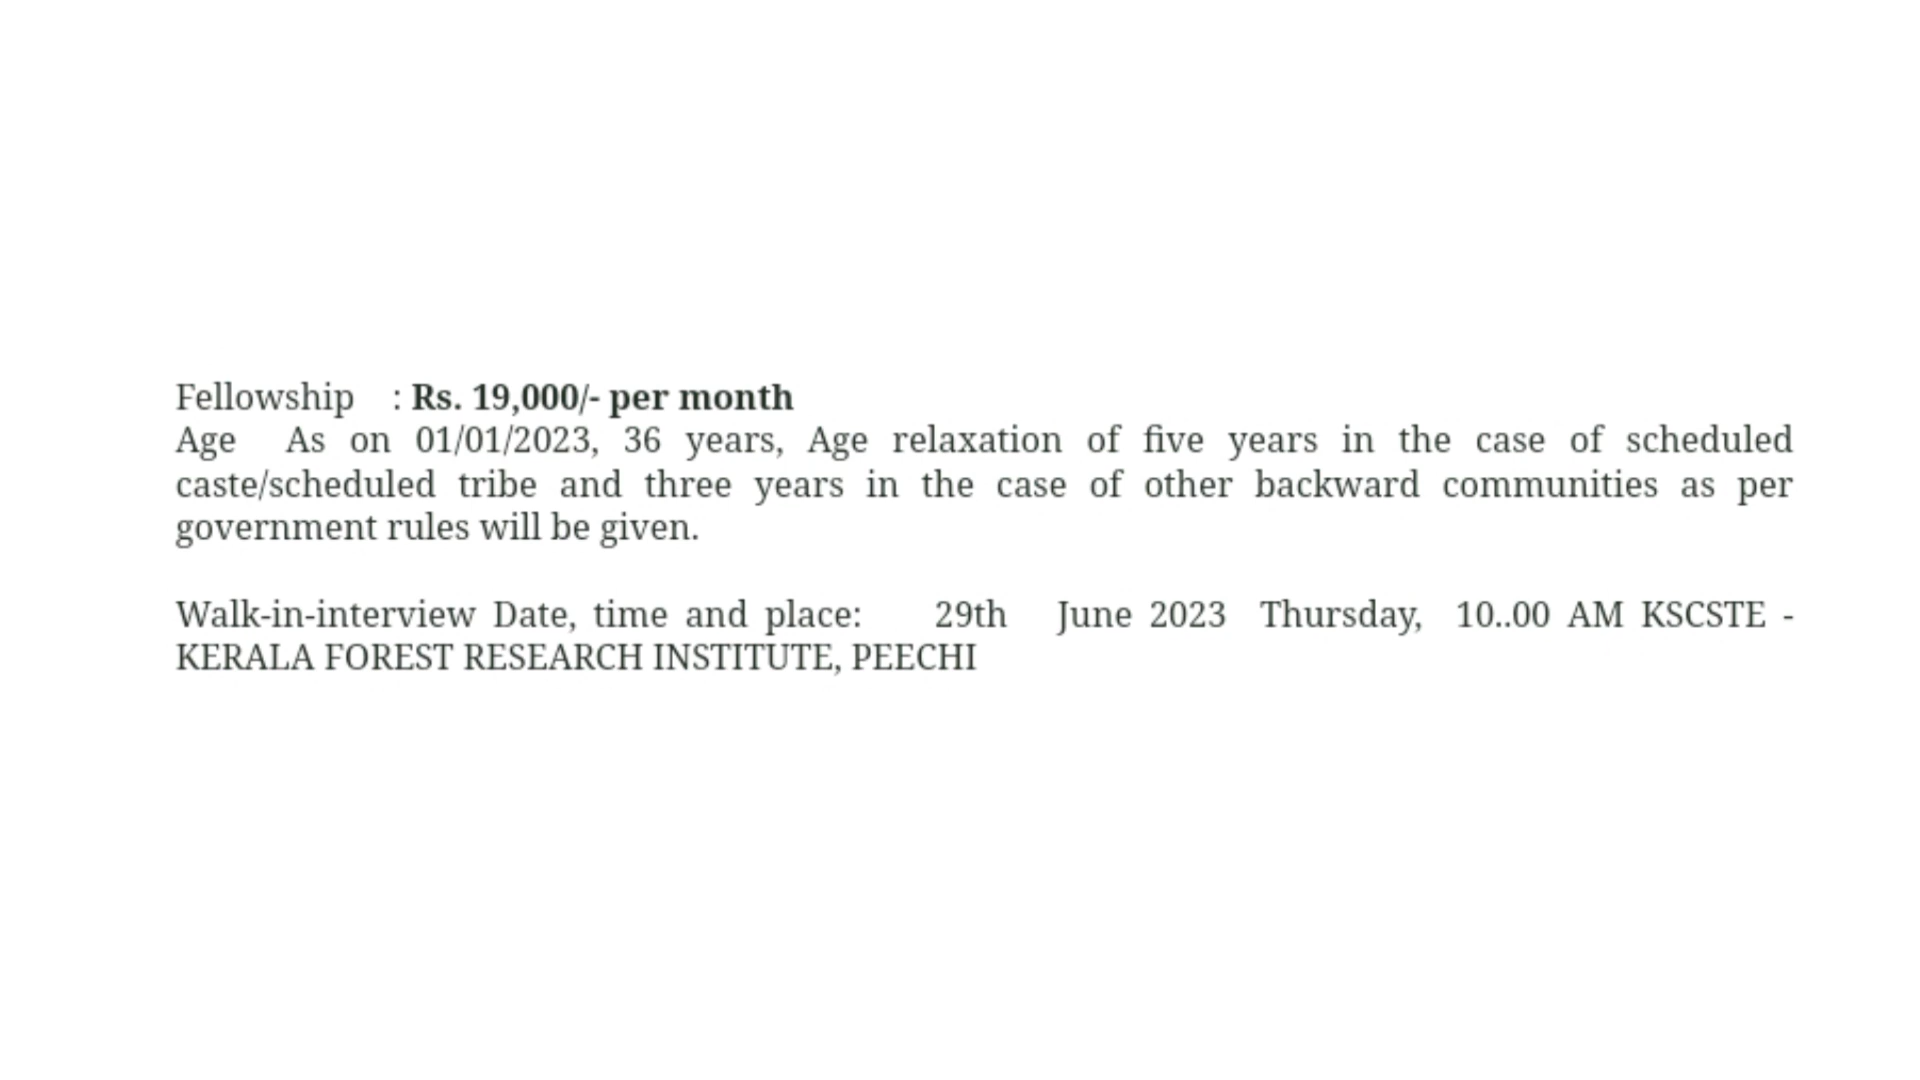 Fellowship : Rs. 19,000/- per month
Age As on 01/01/2023, 36 years, Age relaxation of five years in the case of scheduled
caste/scheduled tribe and three years in the case of other backward communities as per
government rules will be given.
Walk-in-interview Date, time and place: 29th June 2023 Thursday, 10..00 AM KSCSTE -
KERALA FOREST RESEARCH INSTITUTE, PEECHI